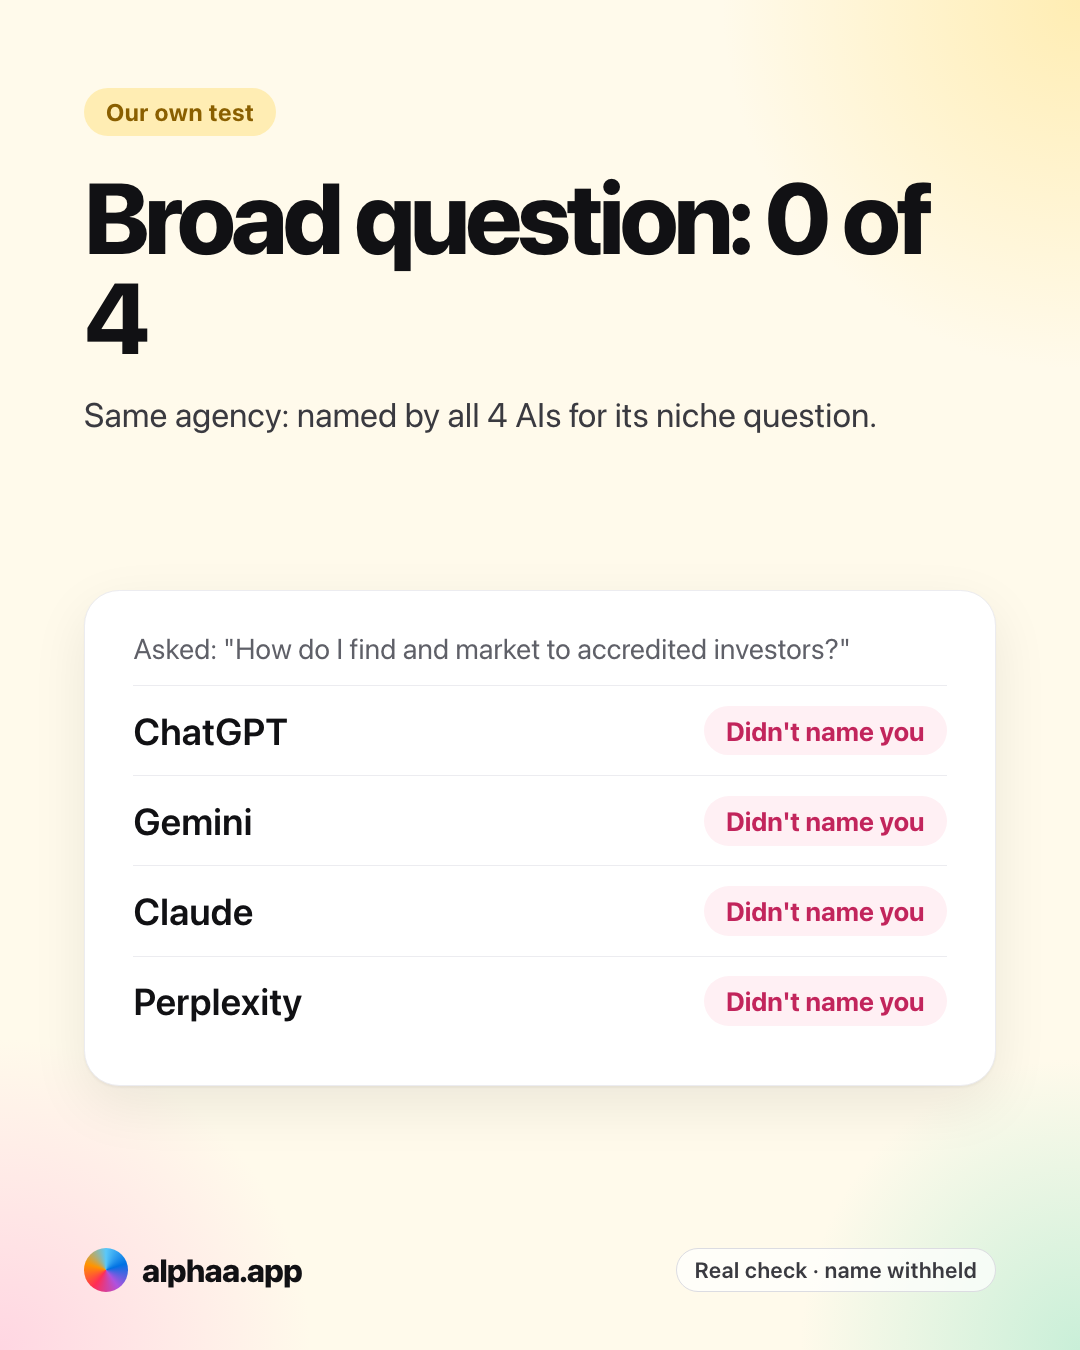 Our own test
Broad question: 0 of
4
Same agency: named by all 4 AIs for its niche question.
Asked: "How do I find and market to accredited investors?"
ChatGPT
Didn't name you
Gemini
Didn't name you
Claude
Didn't name you
Perplexity
Didn't name you
alphaa.app
Real check · name withheld